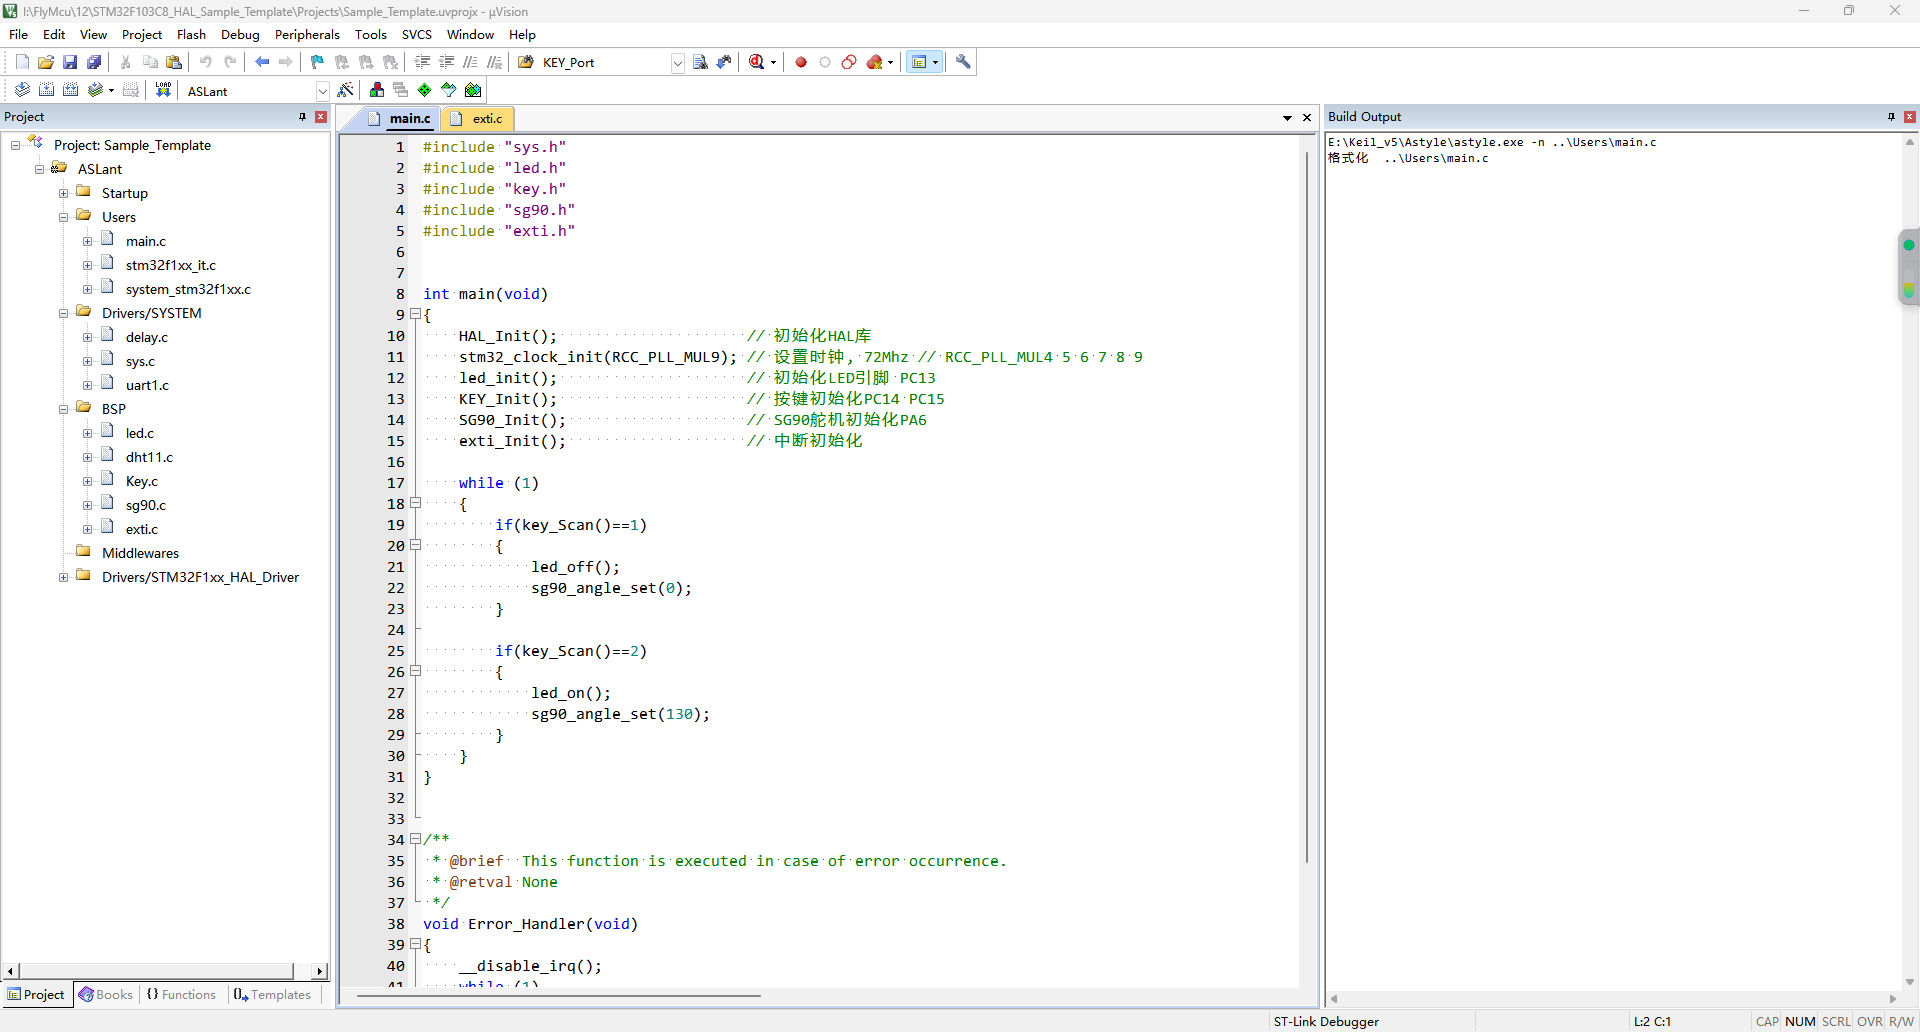 I:\FlyMcu\12\STM32F103C8_HAL_Sample_Template\Projects\Sample_Template.uvprojx - µVision
File Edit View Project Flash Debug Peripherals Tools SVCS Window Help
KEY_Port
LOAD ASLant
Project
Project: Sample_Template
ASLant
Startup
Users
main.c
stm32f1xx_it.c
system_stm32f1xx.c
Drivers/SYSTEM
delay.c
sys.c
uart1.c
BSP
led.c
dht11.c
Key.c
sg90.c
exti.c
Middlewares
Drivers/STM32F1xx_HAL_Driver
Project Books {} Functions Templates
main.c exti.c
1 #include "sys.h"
2 #include "led.h"
3 #include "key.h"
4 #include "sg90.h"
5 #include "exti.h"
6
7
8 int main(void)
9 {
10 HAL_Init(); // 初始化HAL库
11 stm32_clock_init(RCC_PLL_MUL9); // 设置时钟, 72Mhz // RCC_PLL_MUL4 5 6 7 8 9
12 led_init(); // 初始化LED引脚 PC13
13 KEY_Init(); // 按键初始化PC14 PC15
14 SG90_Init(); // SG90舵机初始化PA6
15 exti_Init(); // 中断初始化
16
17 while (1)
18 {
19 if(key_Scan()==1)
20 {
21 led_off();
22 sg90_angle_set(0);
23 }
24
25 if(key_Scan()==2)
26 {
27 led_on();
28 sg90_angle_set(130);
29 }
30 }
31 }
32
33
34 /**
35 * @brief This function is executed in case of error occurrence.
36 * @retval None
37 */
38 void Error_Handler(void)
39 {
40 __disable_irq();
41 while (1)
Build Output
E:\Keil_v5\Astyle\astyle.exe -n ..\Users\main.c
格式化 ..\Users\main.c
ST-Link Debugger L:2 C:1 CAP NUM SCRL OVR R/W